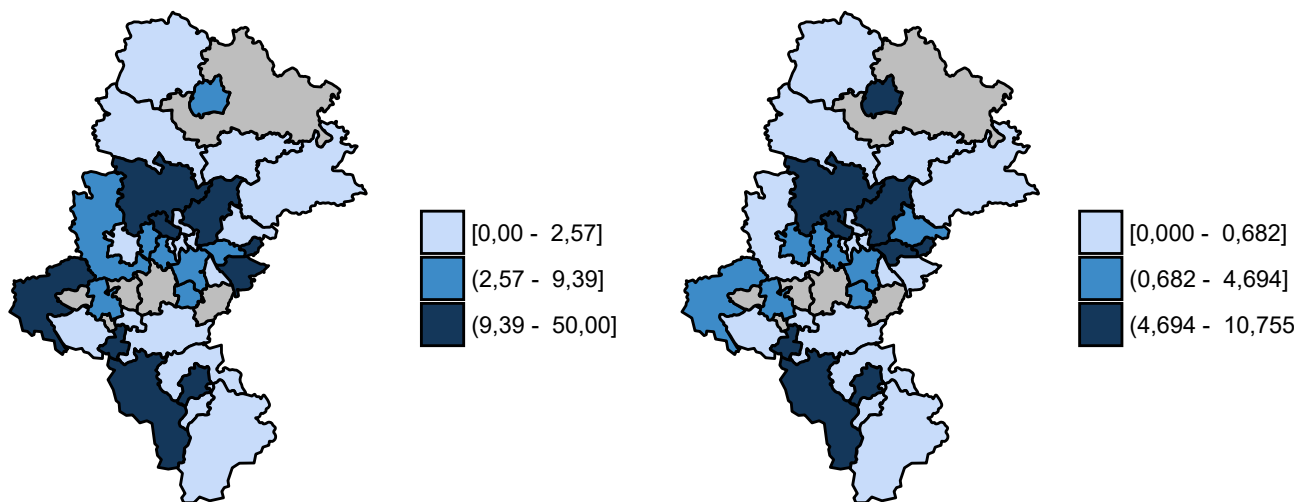 [0,00 - 2,57]
(2,57 - 9,39]
(9,39 - 50,00]
[0,000 - 0,682]
(0,682 - 4,694]
(4,694 - 10,755